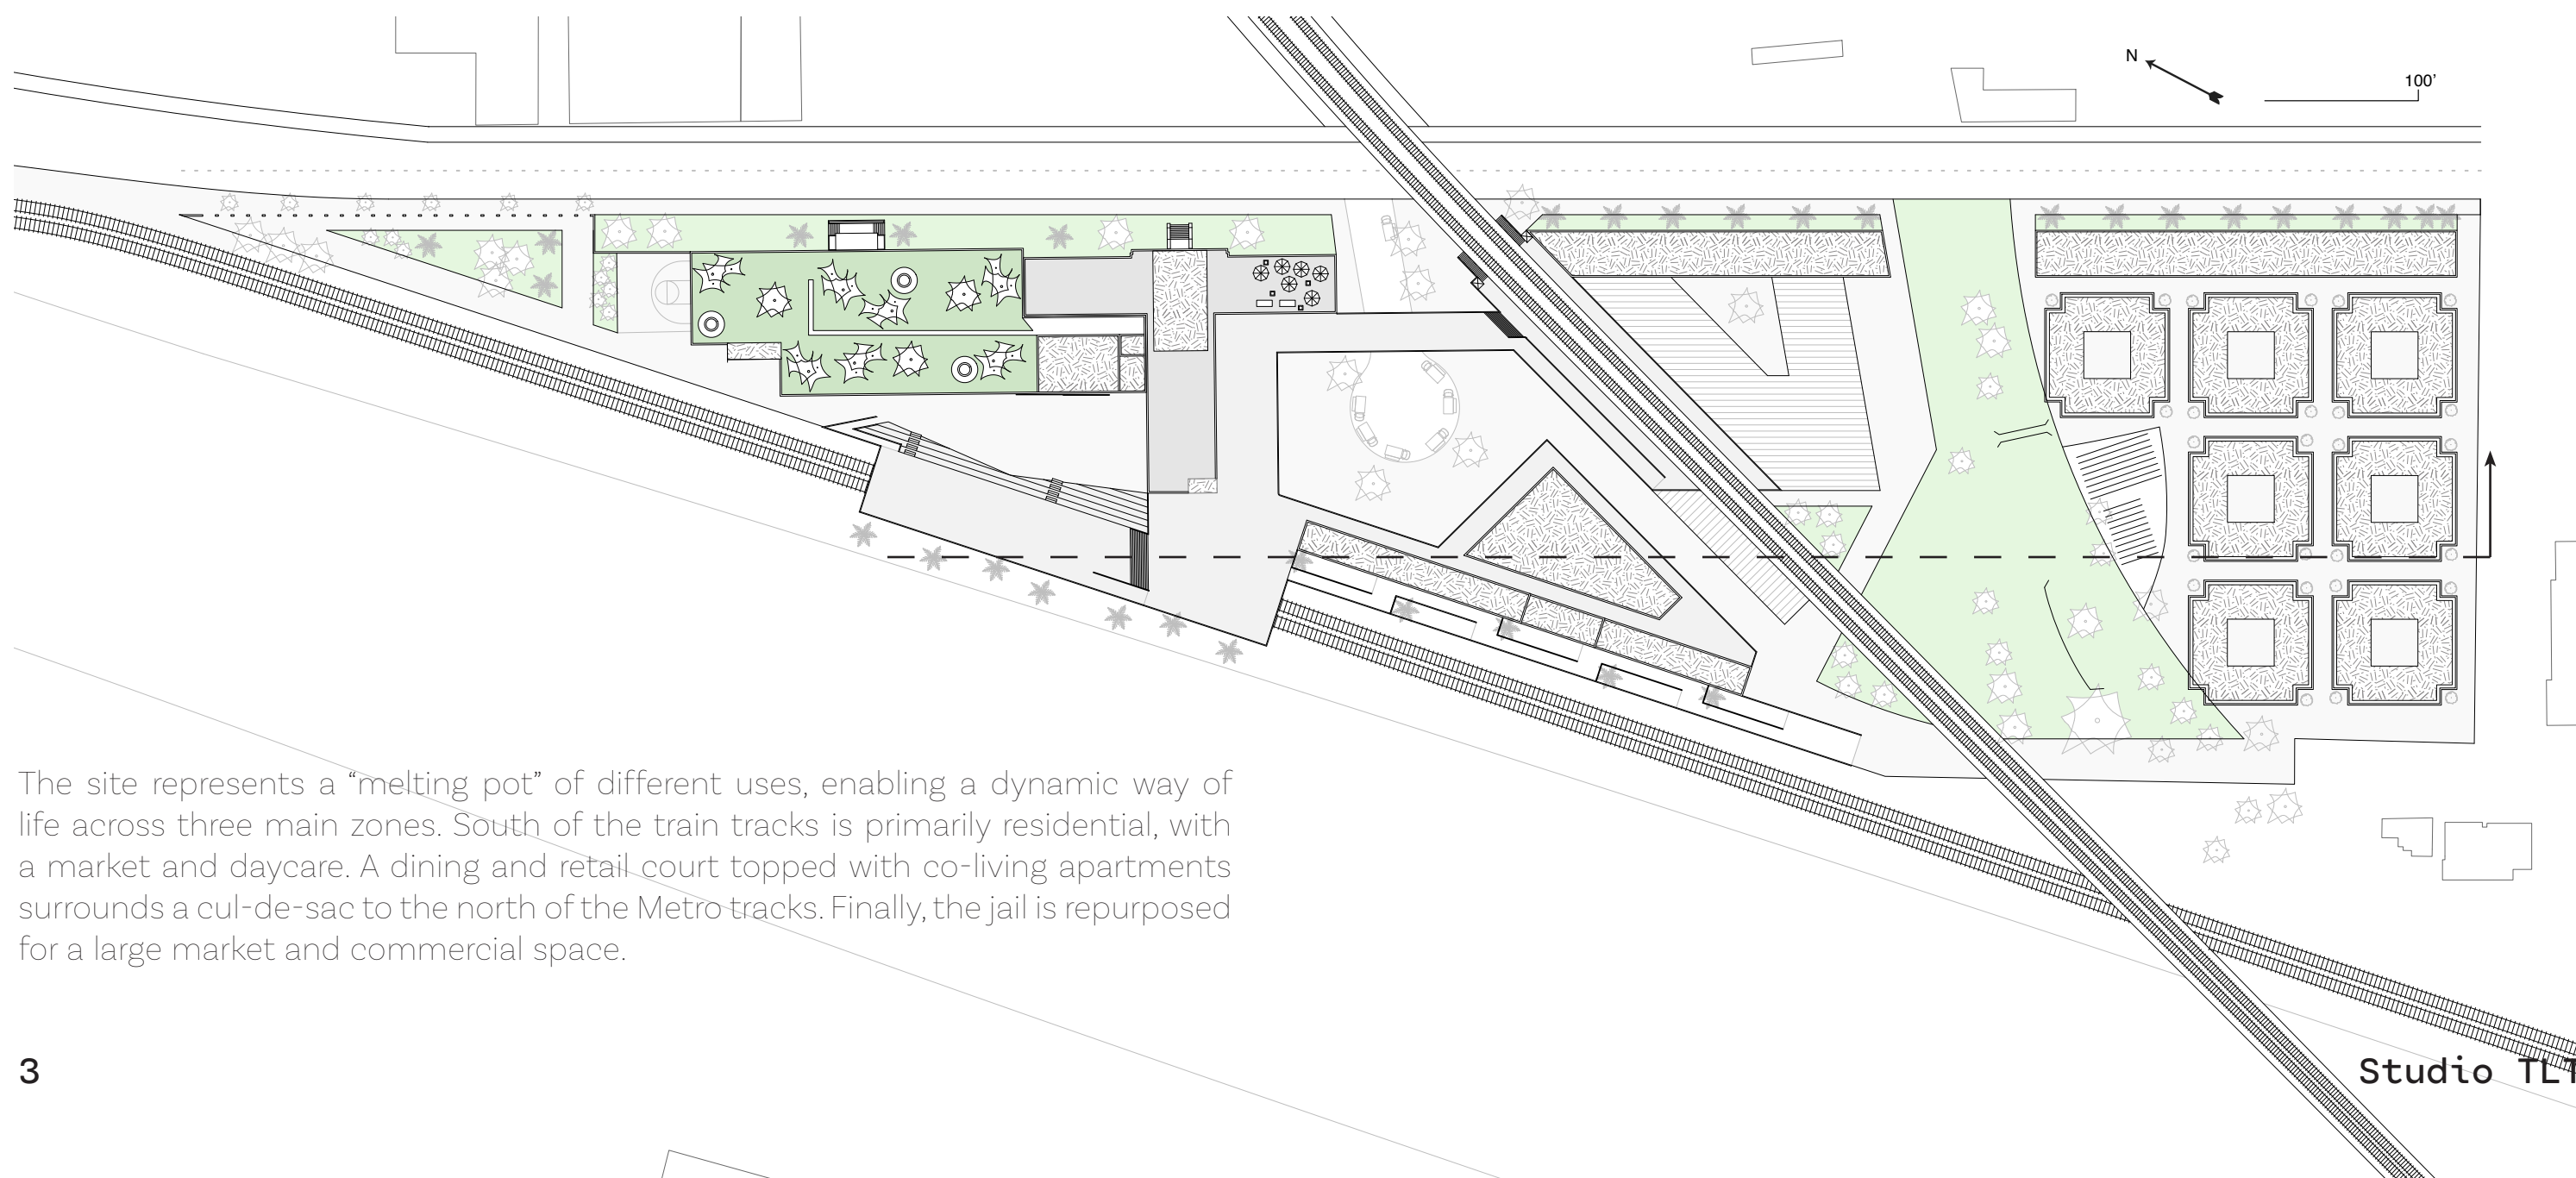 N
100'
The site represents a “melting pot” of different uses, enabling a dynamic way of
life across three main zones. South of the train tracks is primarily residential, with
a market and daycare. A dining and retail court topped with co-living apartments
surrounds a cul-de-sac to the north of the Metro tracks. Finally, the jail is repurposed
for a large market and commercial space.
3
Studio TLT